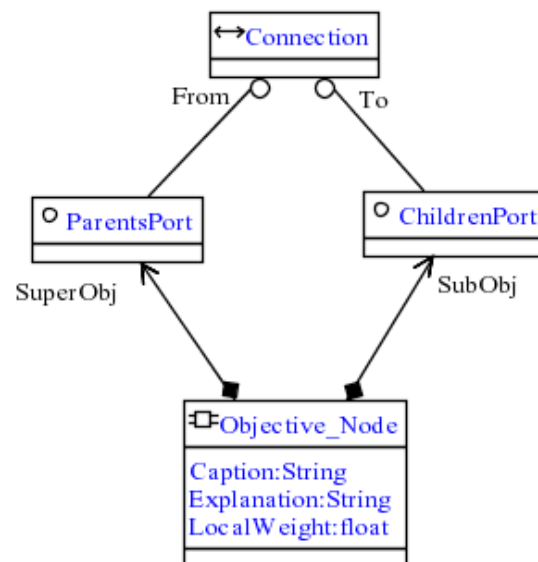 Connection
From
To
ParentsPort
ChildrenPort
SuperObj
SubObj
Objective_Node
Caption:String
Explanation:String
LocalWeight:float